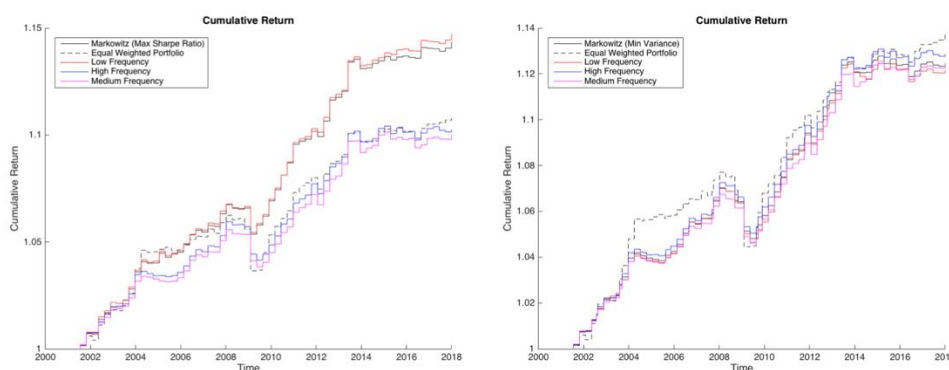 Cumulative Return
1.15
1.1
1.05
1
Cumulative Return
Markowitz (Max Sharpe Ratio)
Equal Weighted Portfolio
Low Frequency
High Frequency
Medium Frequency
2000 2002 2004 2006 2008 2010 2012 2014 2016 2018
Time
Cumulative Return
1.14
1.12
1.1
1.08
1.06
1.04
1.02
1
Cumulative Return
Markowitz (Min Variance)
Equal Weighted Portfolio
Low Frequency
High Frequency
Medium Frequency
2000 2002 2004 2006 2008 2010 2012 2014 2016 201
Time